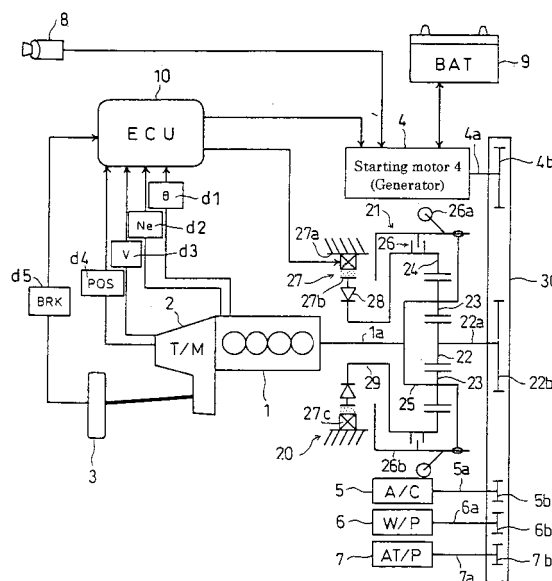 8
10
ECU
BAT
9
4
Starting motor 4
(Generator)
4a
4b
θ
d1
Ne
d2
V
d3
d4
POS
d5
BRK
21
26a
27a
26
27
27b
24
28
30
2
T/M
1a
23
22a
22
23
25
22b
1
29
27c
20
26b
3
5
A/C
5a
5b
6
W/P
6a
6b
7
AT/P
7a
7b